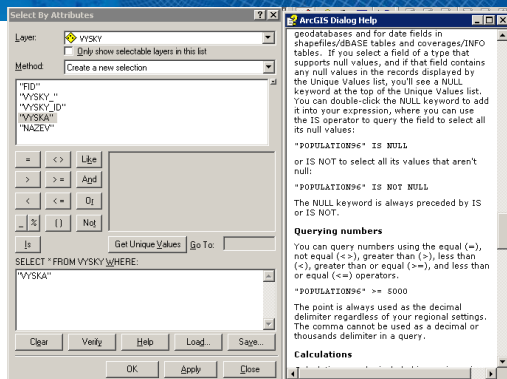 Select By Attributes
Layer: VYSKY
Only show selectable layers in this list
Method: Create a new selection
"FID"
"VYSKY_"
"VYSKY_ID"
"VYSKA"
"NAZEV"
= <> Like
> >= And
< <= Or
_ % () Not
Is Get Unique Values Go To:
SELECT * FROM VYSKY WHERE:
"VYSKA"
Clear Verify Help Load... Save...
OK Apply Close
ArcGIS Dialog Help
geodatabases and for date fields in
shapefiles/dBASE tables and coverages/INFO
tables. If you select a field of a type that
supports null values, and if that field contains
any null values in the records displayed by
the Unique Values list, you'll see a NULL
keyword at the top of the Unique Values list.
You can double-click the NULL keyword to add
it into your expression, where you can use
the IS operator to query the field to select all
its null values:
"POPULATION96" IS NULL
or IS NOT to select all its values that aren't
null:
"POPULATION96" IS NOT NULL
The NULL keyword is always preceded by IS
or IS NOT.
Querying numbers
You can query numbers using the equal (=),
not equal (<>), greater than (>), less than
(<), greater than or equal (>=), and less than
or equal (<=) operators.
"POPULATION96" >= 5000
The point is always used as the decimal
delimiter regardless of your regional settings.
The comma cannot be used as a decimal or
thousands delimiter in a query.
Calculations